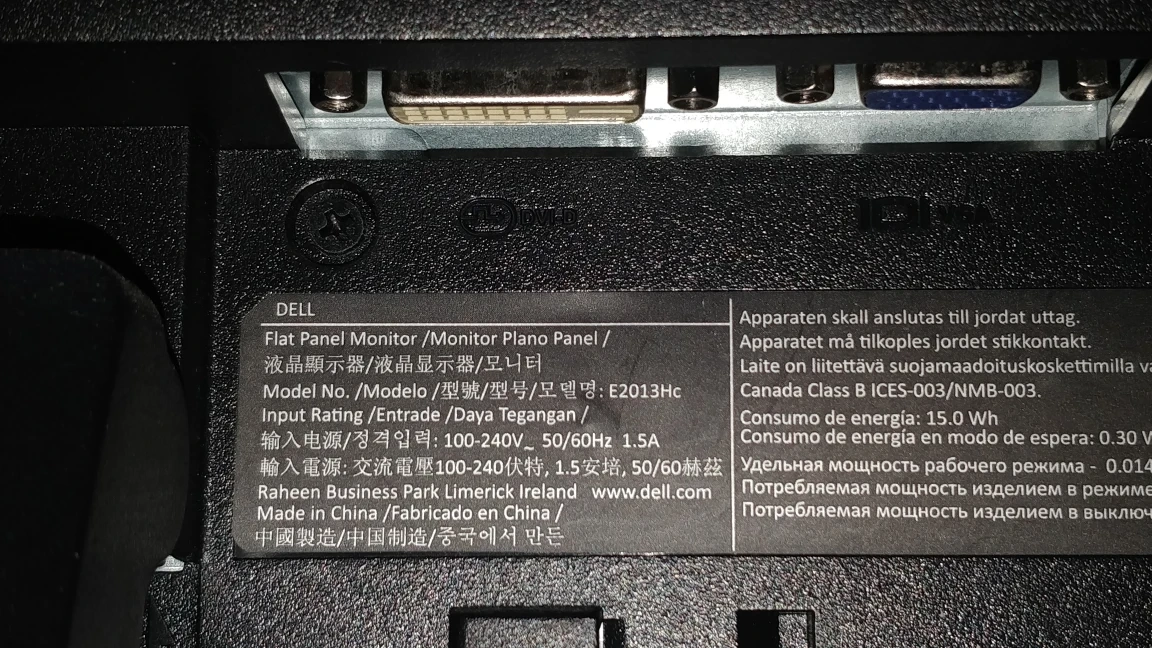 DVI-D
VGA
DELL
Flat Panel Monitor /Monitor Plano Panel /
液晶顯示器/液晶显示器/모니터
Model No. /Modelo /型號/型号/모델명: E2013Hc
Input Rating /Entrade /Daya Tegangan /
输入电源/정격입력: 100-240V~ 50/60Hz 1.5A
輸入電源: 交流電壓100-240伏特, 1.5安培, 50/60赫茲
Raheen Business Park Limerick Ireland www.dell.com
Made in China /Fabricado en China /
中國製造/中国制造/중국에서 만든
Apparaten skall anslutas till jordat uttag.
Apparatet må tilkoples jordet stikkontakt.
Laite on liitettävä suojamaadoituskoskettimilla
Canada Class B ICES-003/NMB-003.
Consumo de energía: 15.0 Wh
Consumo de energía en modo de espera: 0.30
Удельная мощность рабочего режима - 0.014
Потребляемая мощность изделием в режиме
Потребляемая мощность изделием в